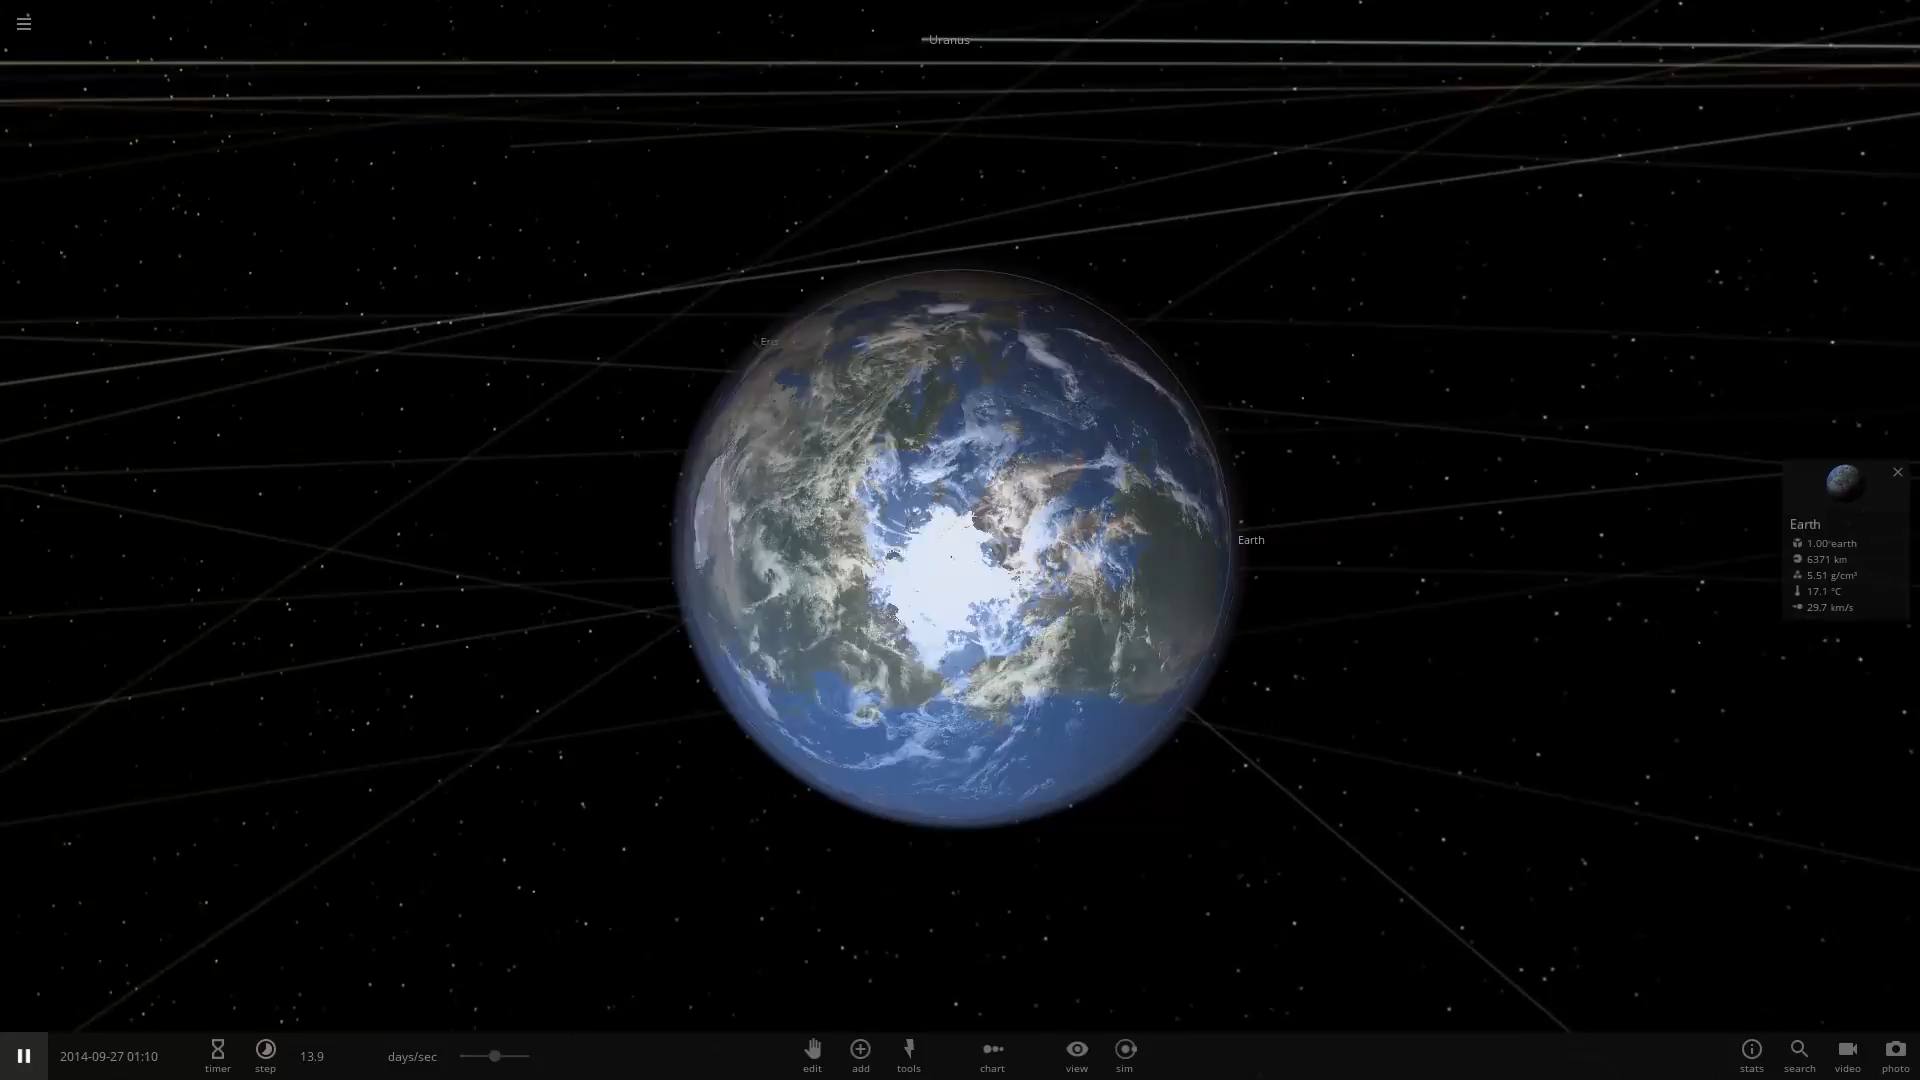 Uranus
Eris
Earth
Earth
1.00 earth
6371 km
5.51 g/cm³
17.1 °C
29.7 km/s
2014-09-27 01:10
timer
step
13.9
days/sec
edit
add
tools
chart
view
sim
stats
search
video
photo